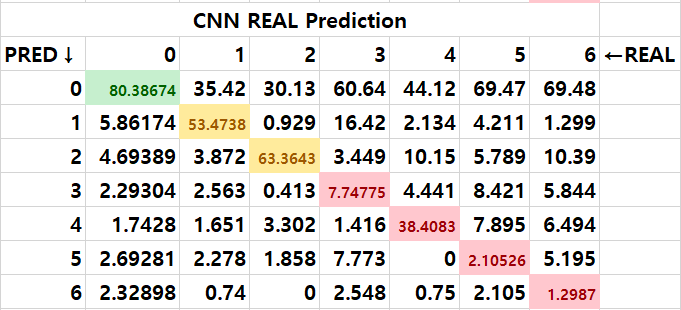 CNN REAL Prediction
PRED↓ 0 1 2 3 4 5 6 ←REAL
0 80.38674 35.42 30.13 60.64 44.12 69.47 69.48
1 5.86174 53.4738 0.929 16.42 2.134 4.211 1.299
2 4.69389 3.872 63.3643 3.449 10.15 5.789 10.39
3 2.29304 2.563 0.413 7.74775 4.441 8.421 5.844
4 1.7428 1.651 3.302 1.416 38.4083 7.895 6.494
5 2.69281 2.278 1.858 7.773 0 2.10526 5.195
6 2.32898 0.74 0 2.548 0.75 2.105 1.2987